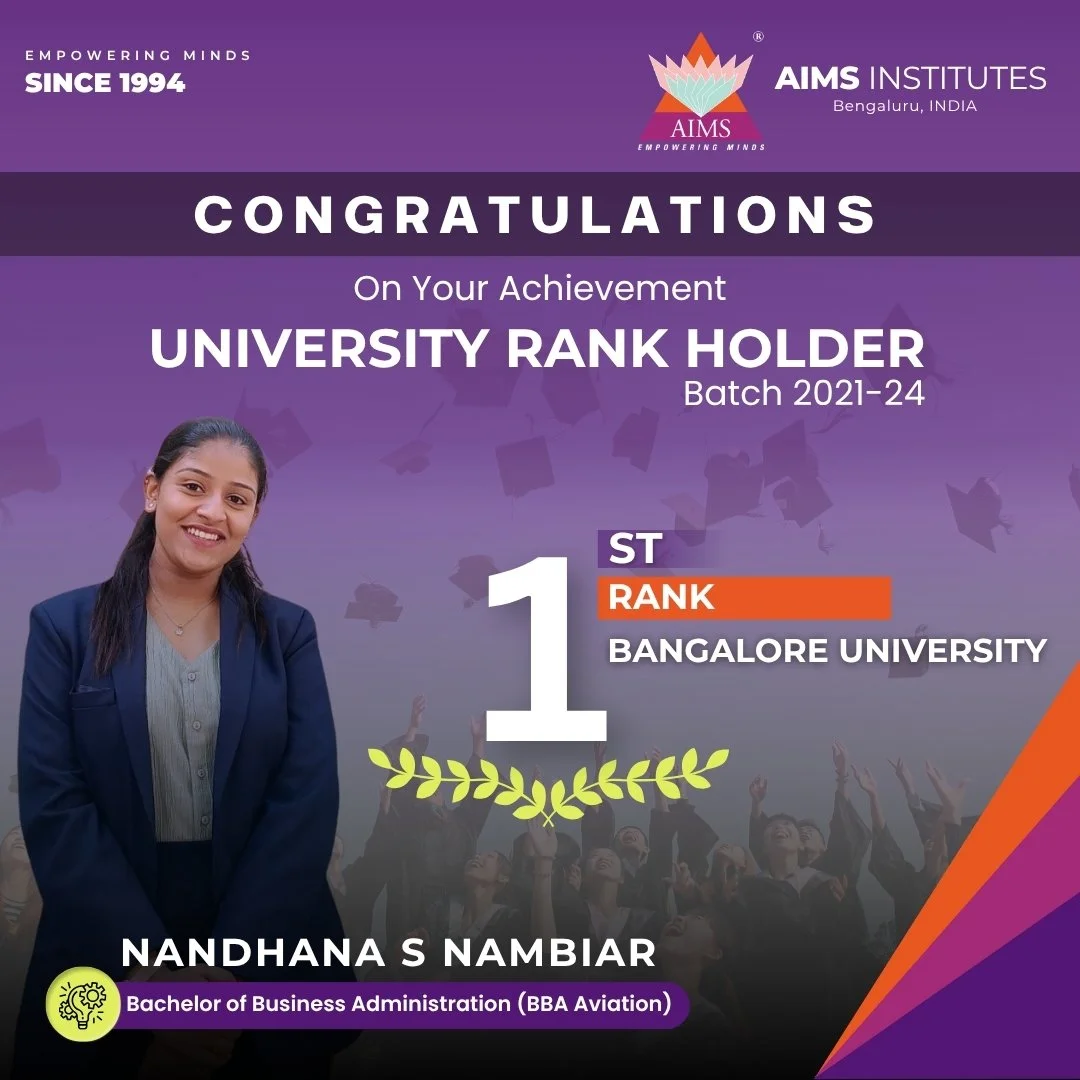 EMPOWERING MINDS
SINCE 1994
®
AIMS
EMPOWERING MINDS
AIMS INSTITUTES
Bengaluru, INDIA
CONGRATULATIONS
On Your Achievement
UNIVERSITY RANK HOLDER
Batch 2021-24
1
ST
RANK
BANGALORE UNIVERSITY
NANDHANA S NAMBIAR
Bachelor of Business Administration (BBA Aviation)